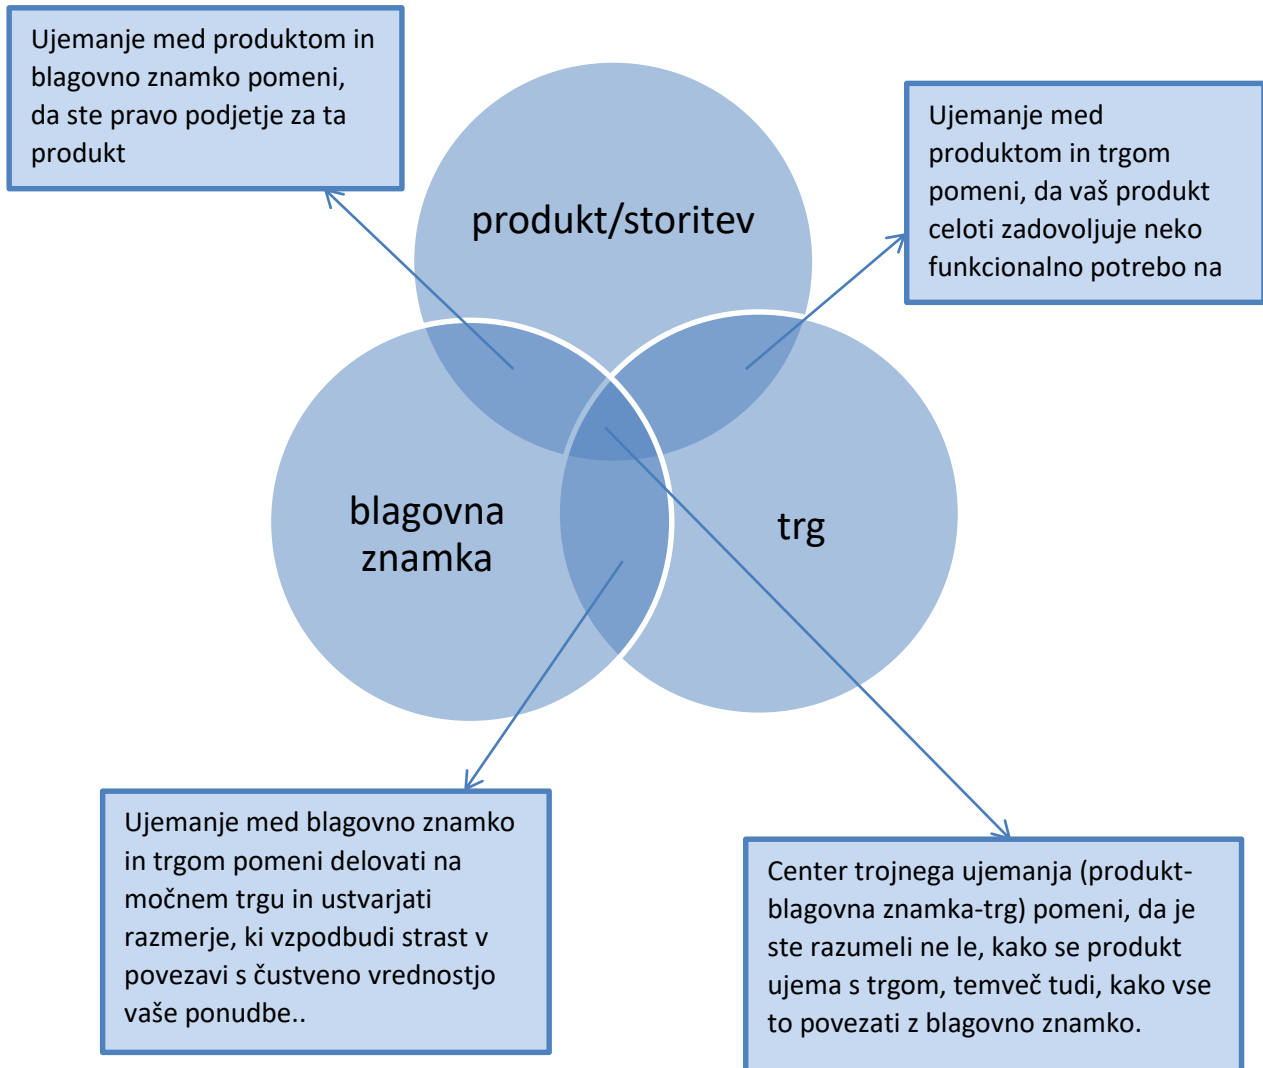 Ujemanje med produktom in
blagovno znamko pomeni,
da ste pravo podjetje za ta
produkt
Ujemanje med
produktom in trgom
pomeni, da vaš produkt
celoti zadovoljuje neko
funkcionalno potrebo na
produkt/storitev
blagovna
znamka
trg
Ujemanje med blagovno znamko
in trgom pomeni delovati na
močnem trgu in ustvarjati
razmerje, ki vzpodbudi strast v
povezavi s čustveno vrednostjo
vaše ponudbe..
Center trojnega ujemanja (produkt-
blagovna znamka-trg) pomeni, da je
ste razumeli ne le, kako se produkt
ujema s trgom, temveč tudi, kako vse
to povezati z blagovno znamko.